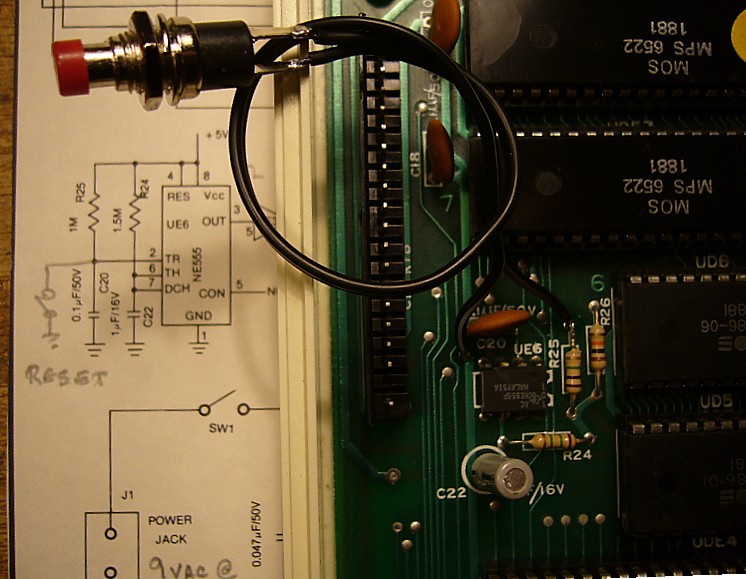 +5V
R25
1M
R24
1.5M
4
8
RES
Vcc
UE6
OUT
3
5
2
TR
6
TH
7
DCH
NE555
CON
5
GND
1
0.1µF/50V
C20
1µF/16V
C22
RESET
SW1
J1
POWER
JACK
9VAC @
0.047µF/50V
MOS
MPS 6522
1881
MOS
MPS 6522
1881
C18
7
C20
UE6
MALAYSIA
R25
R26
6
R24
C22
/16V
UD6
UD5
UDE4